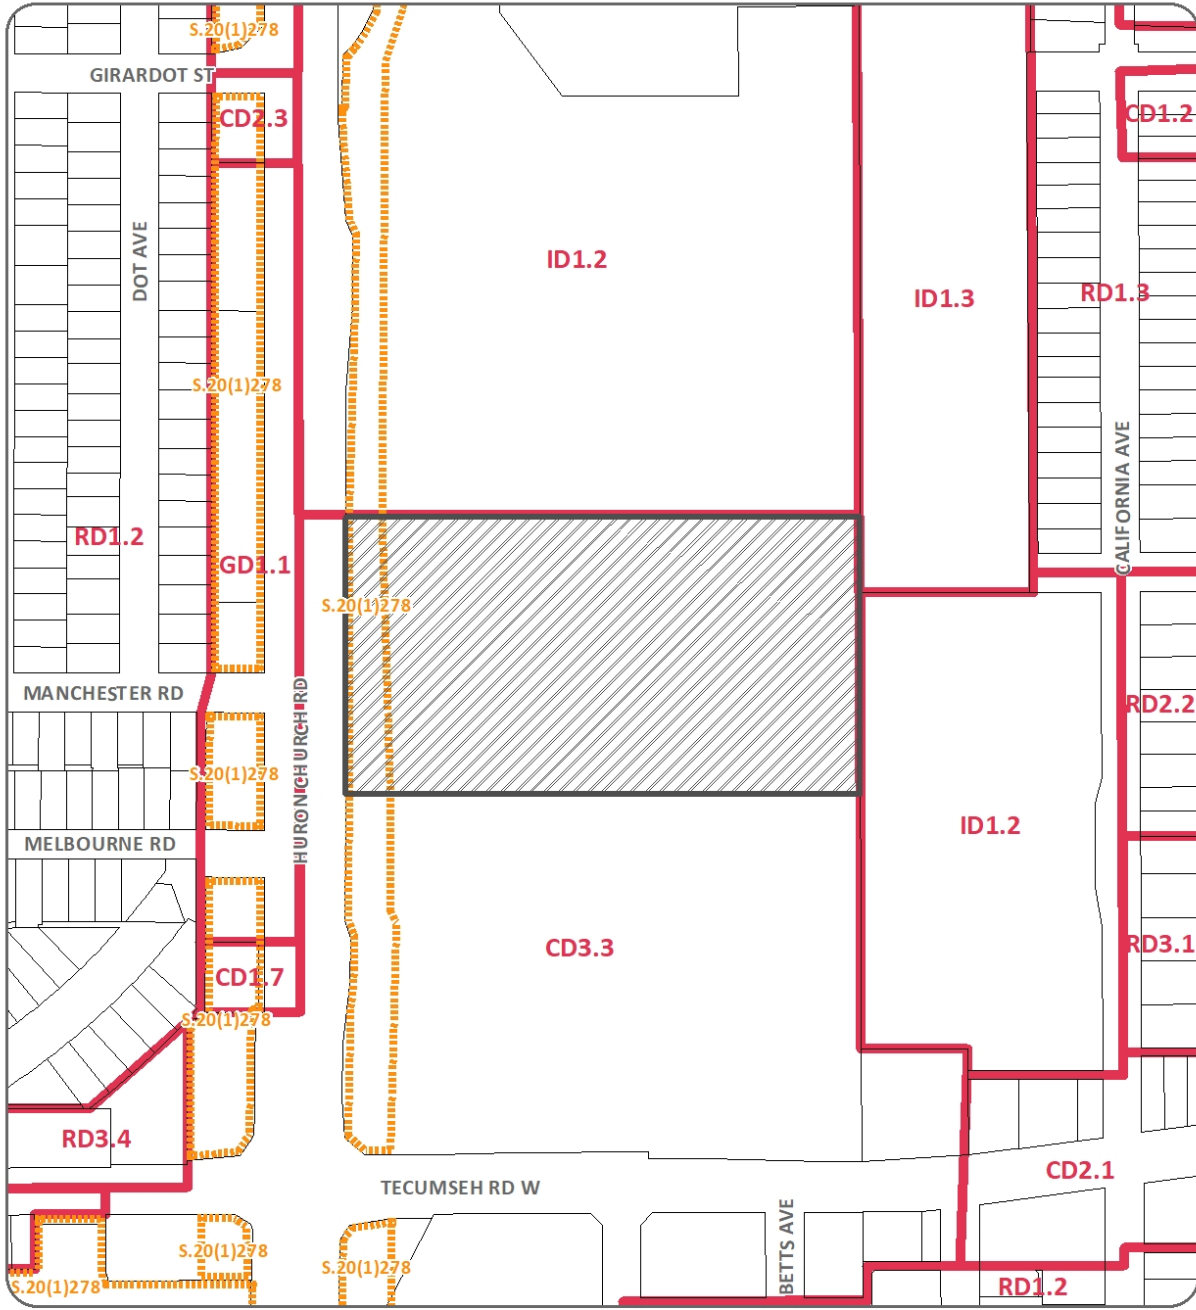 S.20(1)278
GIRARDOT ST
CD2.3
CD1.2
DOT AVE
ID1.2
ID1.3
RD1.3
S.20(1)278
CALIFORNIA AVE
RD1.2
GD1.1
S.20(1)278
MANCHESTER RD
HURON CHURCH RD
RD2.2
S.20(1)278
ID1.2
MELBOURNE RD
CD3.3
RD3.1
CD1.7
S.20(1)278
RD3.4
CD2.1
TECUMSEH RD W
BETTS AVE
S.20(1)278
S.20(1)278
S.20(1)278
RD1.2